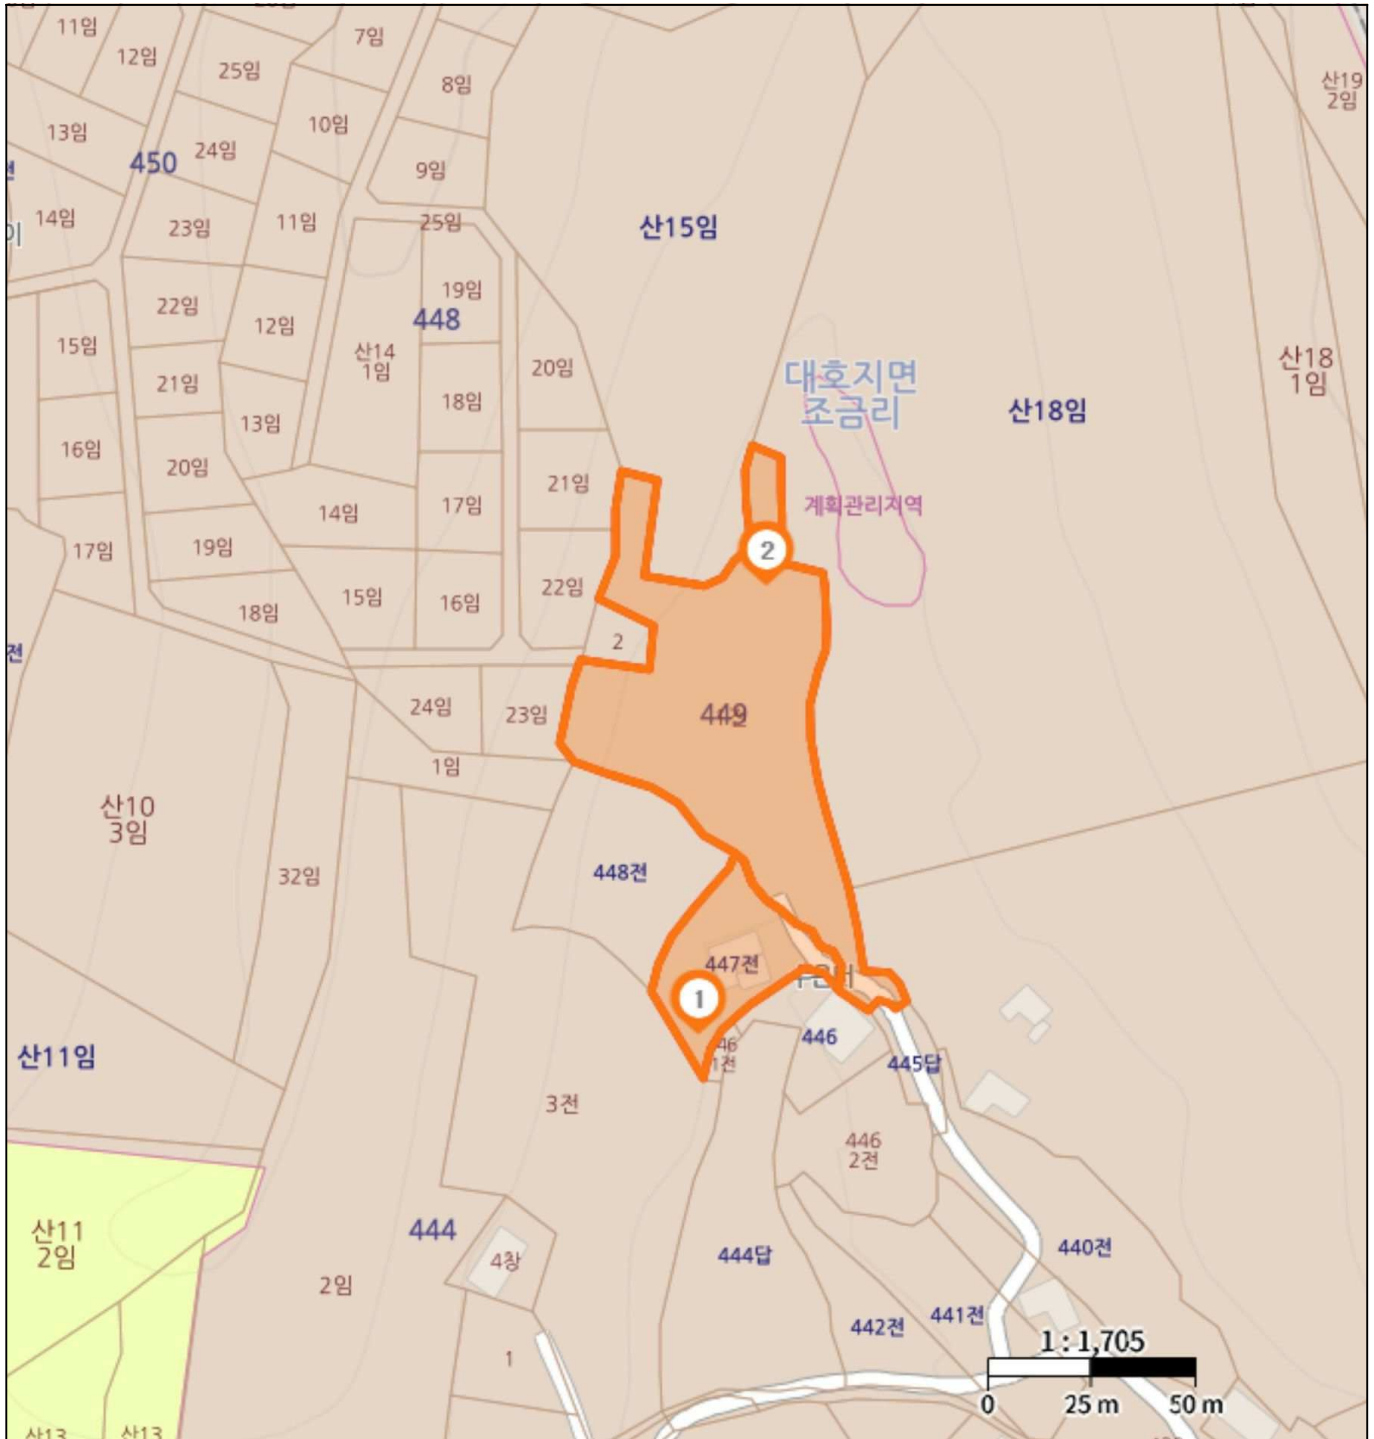 11임
12임
25임
7임
8임
산19
2임
13임
450
24임
10임
9임
14임
23임
11임
25임
산15임
22임
12임
19임
448
15임
산14
1임
20임
대호지면
조금리
산18
1임
21임
13임
18임
산18임
16임
20임
21임
17임
14임
계획관리지역
2
17임
19임
18임
15임
16임
22임
2
전
24임
23임
449
1임
산10
3임
32임
448전
447전
1
산11임
46
1전
446
445답
3전
446
2전
산11
2임
444
4창
2임
444답
440전
442전
441전
1
1 : 1,705
0
25 m
50 m
산13
산13